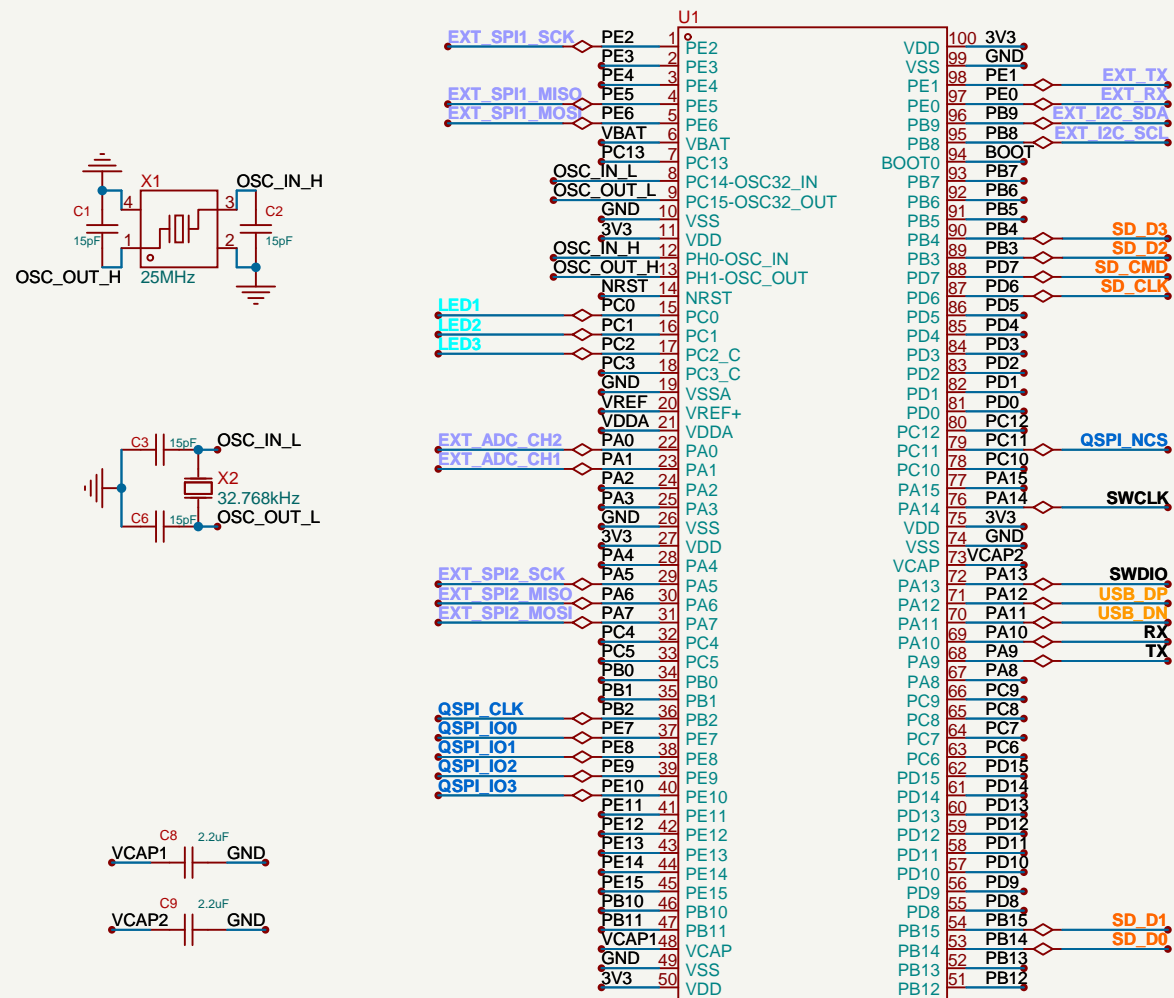 U1
EXT_SPI1_SCK PE2 1 PE2
PE3 2 PE3
PE4 3 PE4
EXT_SPI1_MISO PE5 4 PE5
EXT_SPI1_MOSI PE6 5 PE6
VBAT 6 VBAT
PC13 7 PC13
OSC_IN_L 8 PC14-OSC32_IN
OSC_OUT_L 9 PC15-OSC32_OUT
GND 10 VSS
3V3 11 VDD
OSC_IN_H 12 PH0-OSC_IN
OSC_OUT_H 13 PH1-OSC_OUT
NRST 14 NRST
LED1 PC0 15 PC0
LED2 PC1 16 PC1
LED3 PC2 17 PC2_C
PC3 18 PC3_C
GND 19 VSSA
VREF 20 VREF+
VDDA 21 VDDA
EXT_ADC_CH2 PA0 22 PA0
EXT_ADC_CH1 PA1 23 PA1
PA2 24 PA2
PA3 25 PA3
GND 26 VSS
3V3 27 VDD
PA4 28 PA4
EXT_SPI2_SCK PA5 29 PA5
EXT_SPI2_MISO PA6 30 PA6
EXT_SPI2_MOSI PA7 31 PA7
PC4 32 PC4
PC5 33 PC5
PB0 34 PB0
PB1 35 PB1
QSPI_CLK PB2 36 PB2
QSPI_IO0 PE7 37 PE7
QSPI_IO1 PE8 38 PE8
QSPI_IO2 PE9 39 PE9
QSPI_IO3 PE10 40 PE10
PE11 41 PE11
PE12 42 PE12
PE13 43 PE13
PE14 44 PE14
PE15 45 PE15
PB10 46 PB10
PB11 47 PB11
VCAP1 48 VCAP
GND 49 VSS
3V3 50 VDD
VDD 100 3V3
VSS 99 GND
PE1 98 PE1 EXT_TX
PE0 97 PE0 EXT_RX
PB9 96 PB9 EXT_I2C_SDA
PB8 95 PB8 EXT_I2C_SCL
BOOT0 94 BOOT
PB7 93 PB7
PB6 92 PB6
PB5 91 PB5
PB4 90 PB4 SD_D3
PB3 89 PB3 SD_D2
PD7 88 PD7 SD_CMD
PD6 87 PD6 SD_CLK
PD5 86 PD5
PD4 85 PD4
PD3 84 PD3
PD2 83 PD2
PD1 82 PD1
PD0 81 PD0
PC12 80 PC12
PC11 79 PC11 QSPI_NCS
PC10 78 PC10
PA15 77 PA15
PA14 76 PA14 SWCLK
VDD 75 3V3
VSS 74 GND
VCAP 73 VCAP2
PA13 72 PA13 SWDIO
PA12 71 PA12 USB_DP
PA11 70 PA11 USB_DN
PA10 69 PA10 RX
PA9 68 PA9 TX
PA8 67 PA8
PC9 66 PC9
PC8 65 PC8
PC7 64 PC7
PC6 63 PC6
PD15 62 PD15
PD14 61 PD14
PD13 60 PD13
PD12 59 PD12
PD11 58 PD11
PD10 57 PD10
PD9 56 PD9
PD8 55 PD8
PB15 54 PB15 SD_D1
PB14 53 PB14 SD_D0
PB13 52 PB13
PB12 51 PB12
X1 OSC_IN_H
4 3
C1 C2
15pF 15pF
1 2
OSC_OUT_H 25MHz
C3 15pF OSC_IN_L
X2
32.768kHz
C6 15pF OSC_OUT_L
C8 2.2uF
VCAP1 GND
C9 2.2uF
VCAP2 GND